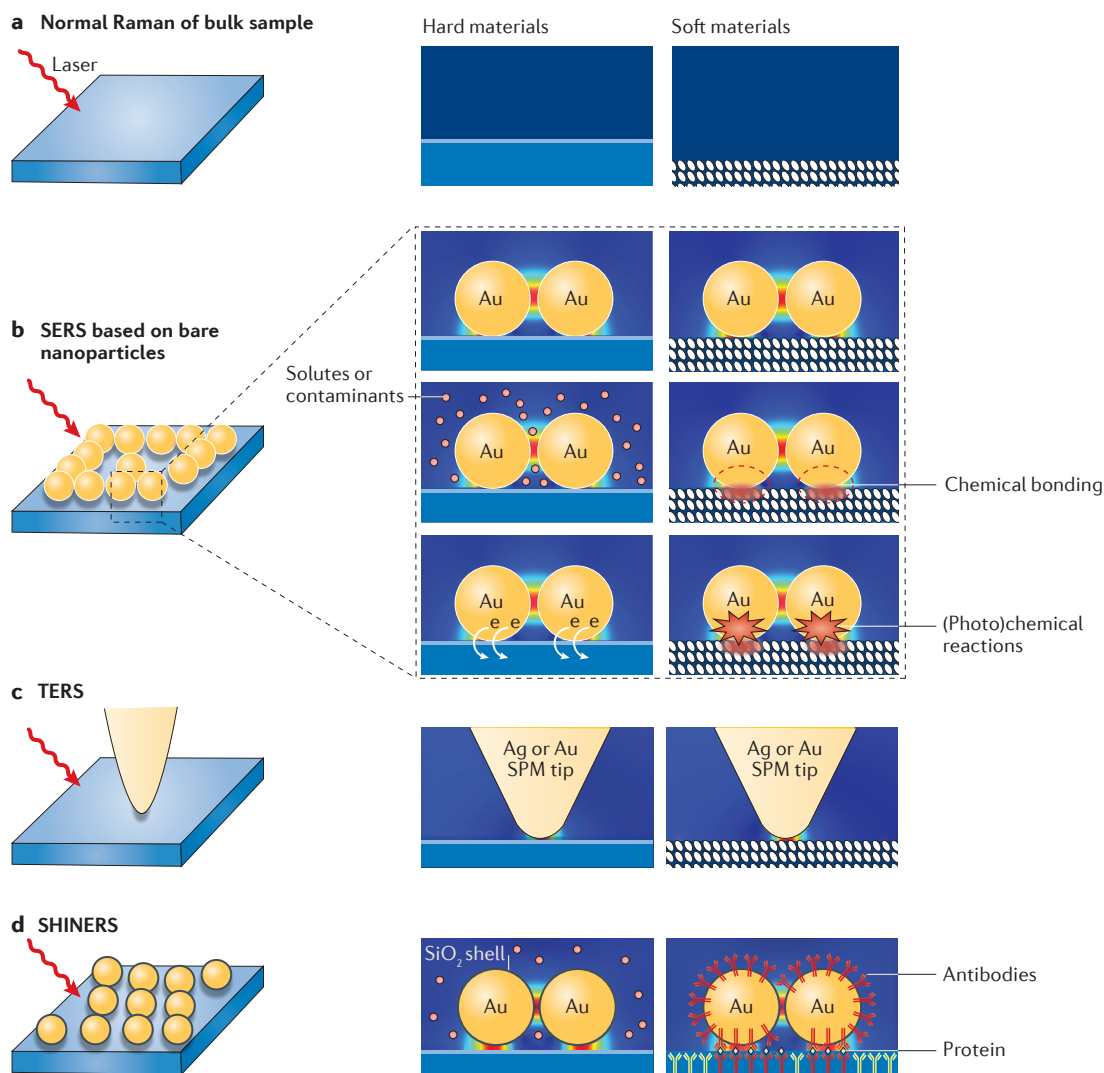 a Normal Raman of bulk sample
Laser
Hard materials
Soft materials
b SERS based on bare
nanoparticles
Solutes or
contaminants
Au
Au
Au
Au
Au
Au
Au
Au
Chemical bonding
Au
Au
e e
e e
Au
Au
(Photo)chemical
reactions
c TERS
Ag or Au
SPM tip
Ag or Au
SPM tip
d SHINERS
SiO₂ shell
Au
Au
Au
Au
Antibodies
Protein